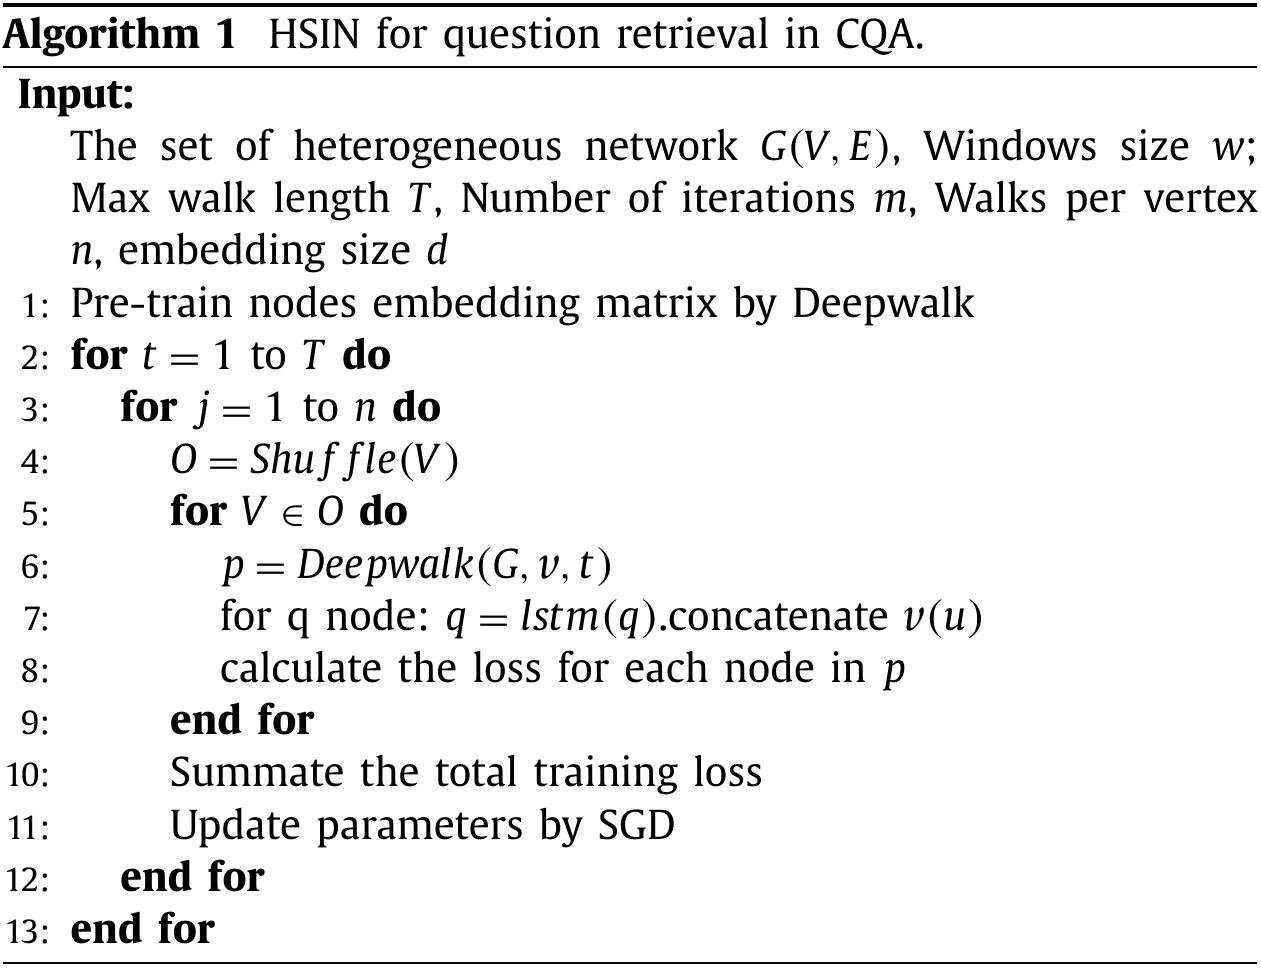 Algorithm 1 HSIN for question retrieval in CQA.
Input:
The set of heterogeneous network G(V, E), Windows size w;
Max walk length T, Number of iterations m, Walks per vertex
n, embedding size d
1: Pre-train nodes embedding matrix by Deepwalk
2: for t = 1 to T do
3: for j = 1 to n do
4: O = Shuffle(V)
5: for V ∈ O do
6: p = Deepwalk(G, v, t)
7: for q node: q = lstm(q).concatenate v(u)
8: calculate the loss for each node in p
9: end for
10: Summate the total training loss
11: Update parameters by SGD
12: end for
13: end for